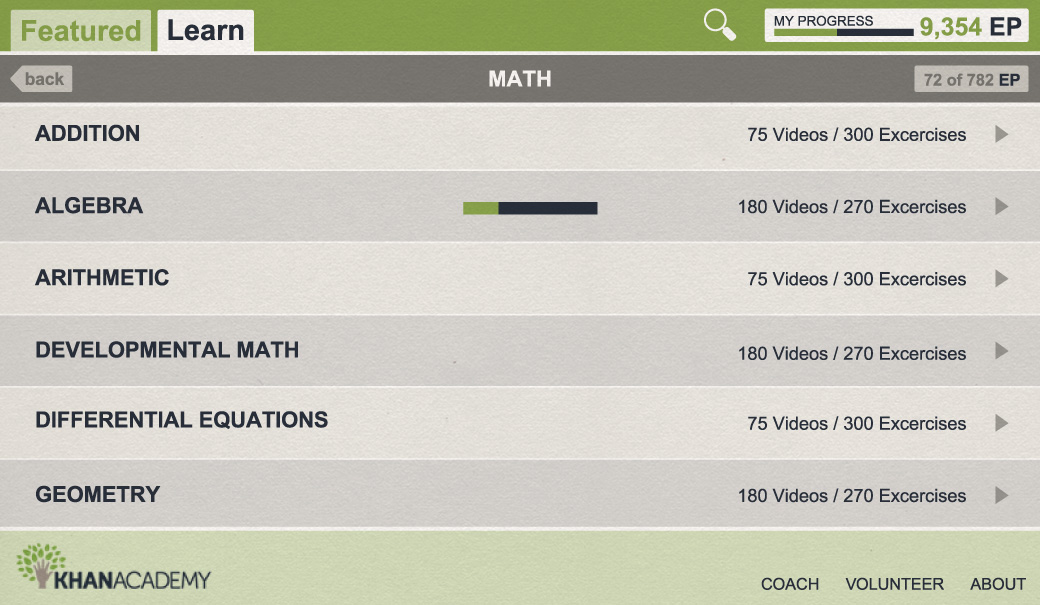 Featured Learn MY PROGRESS 9,354 EP
back MATH 72 of 782 EP
ADDITION 75 Videos / 300 Excercises
ALGEBRA 180 Videos / 270 Excercises
ARITHMETIC 75 Videos / 300 Excercises
DEVELOPMENTAL MATH 180 Videos / 270 Excercises
DIFFERENTIAL EQUATIONS 75 Videos / 300 Excercises
GEOMETRY 180 Videos / 270 Excercises
KHANACADEMY COACH VOLUNTEER ABOUT